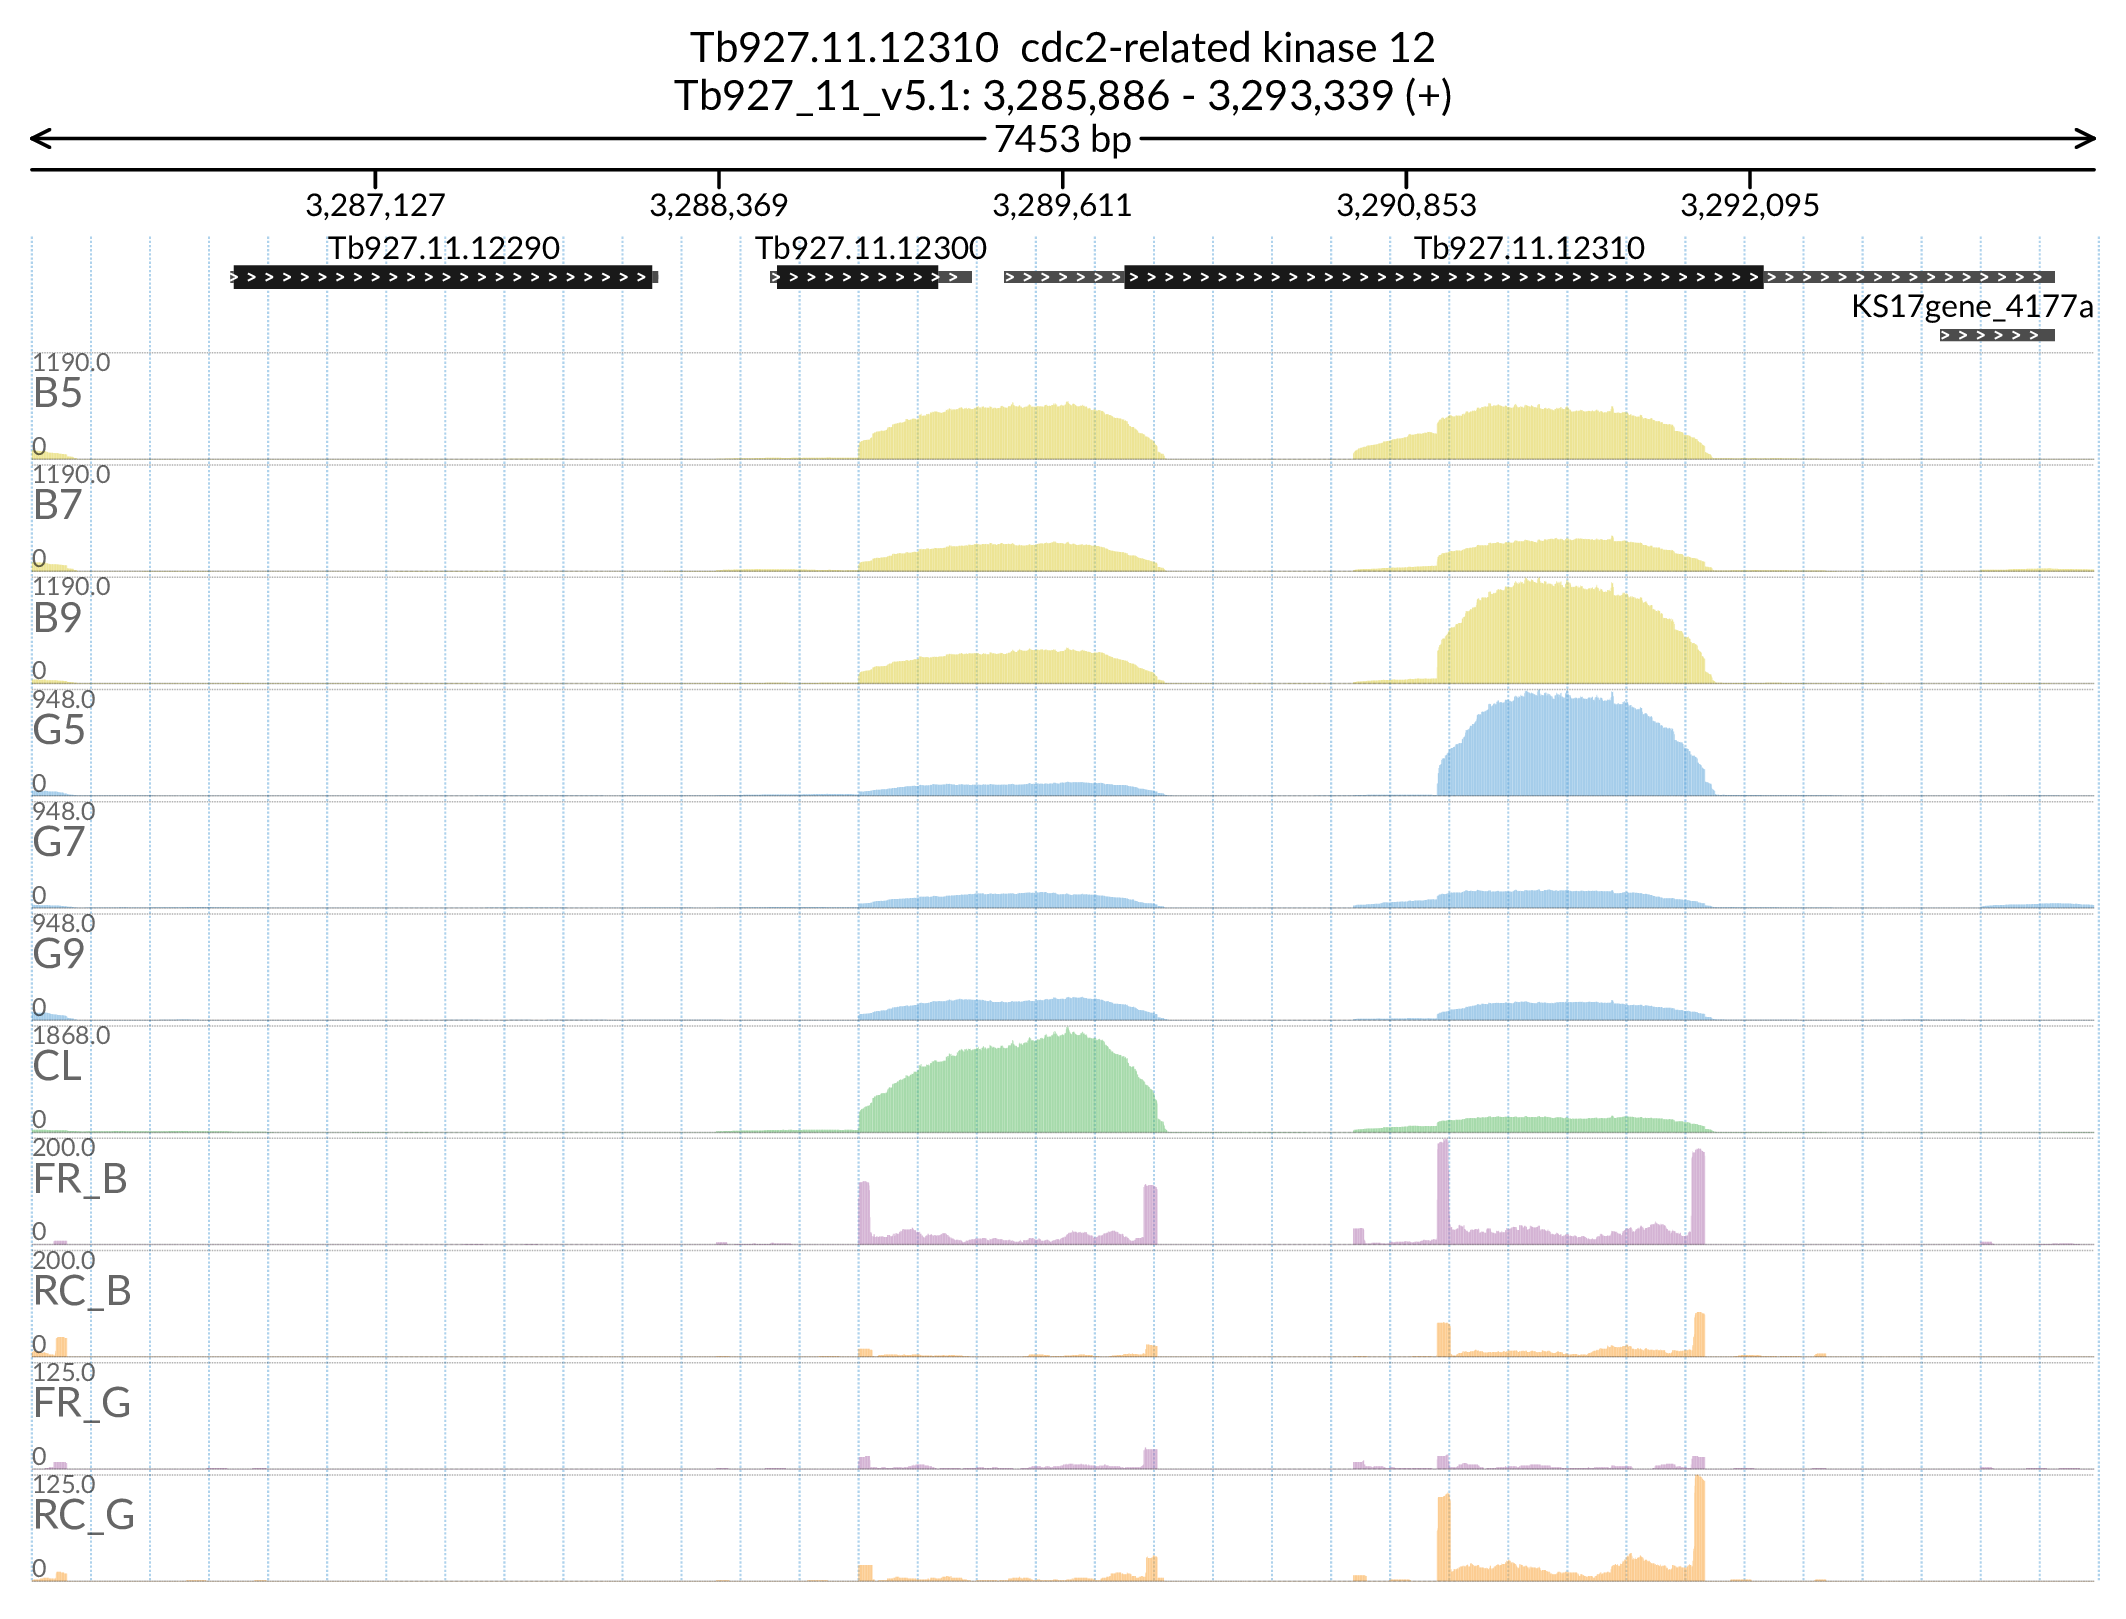 Tb927.11.12310  cdc2-related kinase 12
Tb927_11_v5.1: 3,285,886 - 3,293,339 (+)
7453 bp
3,287,127 3,288,369 3,289,611 3,290,853 3,292,095
Tb927.11.12290 Tb927.11.12300 Tb927.11.12310
KS17gene_4177a
1190.0
B5
0
1190.0
B7
0
1190.0
B9
0
948.0
G5
0
948.0
G7
0
948.0
G9
0
1868.0
CL
0
200.0
FR_B
0
200.0
RC_B
0
125.0
FR_G
0
125.0
RC_G
0